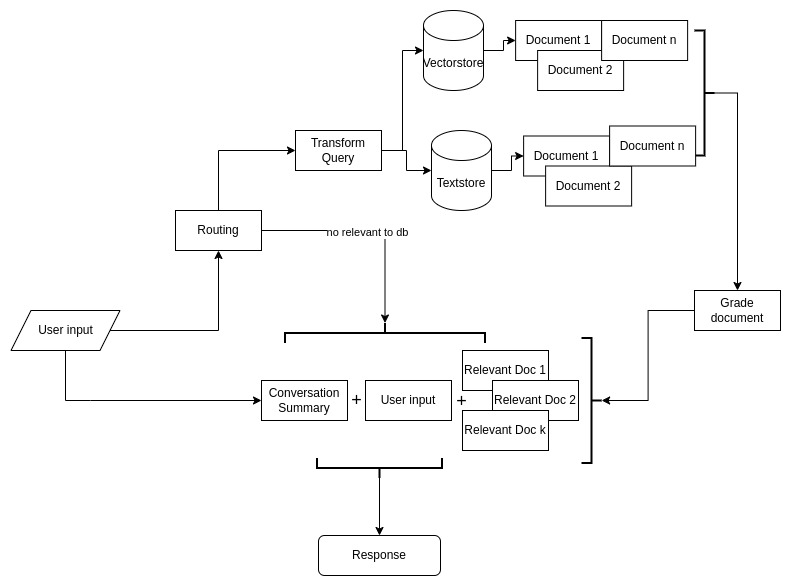 Document 1
Document n
Document 2
Vectorstore
Transform
Query
Document 1
Document n
Document 2
Textstore
Routing
no relevant to db
User input
Grade
document
Conversation
Summary
+
User input
+
Relevant Doc 1
Relevant Doc 2
Relevant Doc k
Response